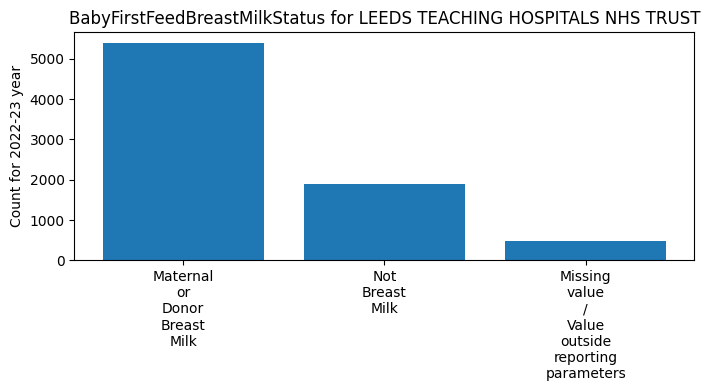 BabyFirstFeedBreastMilkStatus for LEEDS TEACHING HOSPITALS NHS TRUST
Count for 2022-23 year
5000
4000
3000
2000
1000
0
Maternal
or
Donor
Breast
Milk
Not
Breast
Milk
Missing
value
/
Value
outside
reporting
parameters